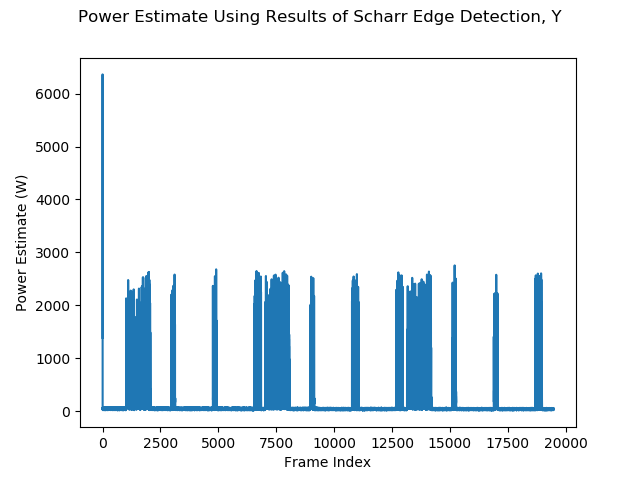 Power Estimate Using Results of Scharr Edge Detection, Y
6000
5000
4000
3000
2000
1000
0
Power Estimate (W)
0 2500 5000 7500 10000 12500 15000 17500 20000
Frame Index